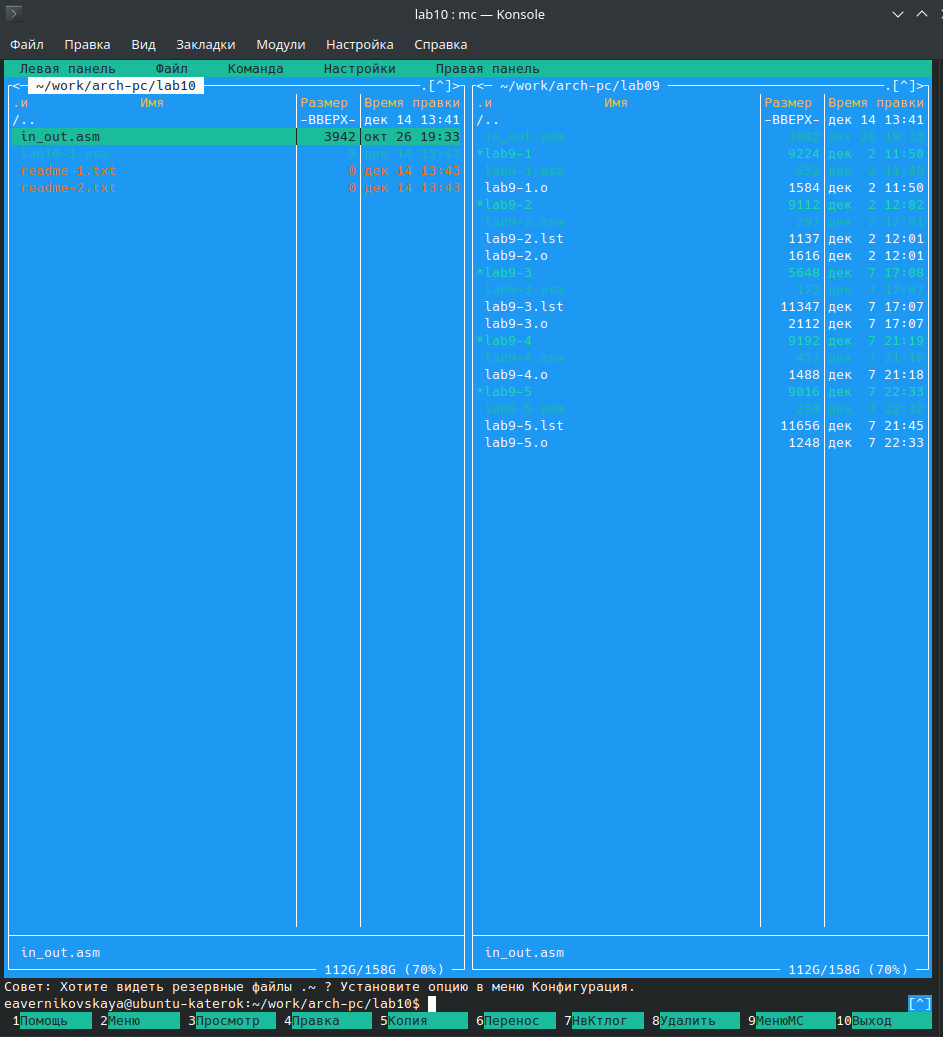 lab10 : mc — Konsole
Файл Правка Вид Закладки Модули Настройка Справка
Левая панель Файл Команда Настройки Правая панель
<— ~/work/arch-pc/lab10 .[^]>
.и Имя Размер Время правки
/.. -ВВЕРХ- дек 14 13:41
in_out.asm 3942 окт 26 19:33
lab10-1.asm 0 дек 14 13:43
readme-1.txt 0 дек 14 13:43
readme-2.txt 0 дек 14 13:43
in_out.asm
112G/158G (70%)
<— ~/work/arch-pc/lab09 .[^]>
.и Имя Размер Время правки
/.. -ВВЕРХ- дек 14 13:41
in_out.asm 3942 окт 26 19:33
*lab9-1 9224 дек 2 11:50
lab9-1.asm 552 дек 2 11:49
lab9-1.o 1584 дек 2 11:50
*lab9-2 9112 дек 2 12:02
lab9-2.asm 297 дек 2 12:01
lab9-2.lst 1137 дек 2 12:01
lab9-2.o 1616 дек 2 12:01
*lab9-3 5648 дек 7 17:08
lab9-3.asm 173 дек 7 17:07
lab9-3.lst 11347 дек 7 17:07
lab9-3.o 2112 дек 7 17:07
*lab9-4 9192 дек 7 21:19
lab9-4.asm 457 дек 7 21:16
lab9-4.o 1488 дек 7 21:18
*lab9-5 9016 дек 7 22:33
lab9-5.asm 256 дек 7 22:32
lab9-5.lst 11656 дек 7 21:45
lab9-5.o 1248 дек 7 22:33
in_out.asm
112G/158G (70%)
Совет: Хотите видеть резервные файлы .~ ? Установите опцию в меню Конфигурация.
eavernikovskaya@ubuntu-katerok:~/work/arch-pc/lab10$ [^]
1Помощь 2Меню 3Просмотр 4Правка 5Копия 6Перенос 7НвКтлог 8Удалить 9МенюМС 10Выход